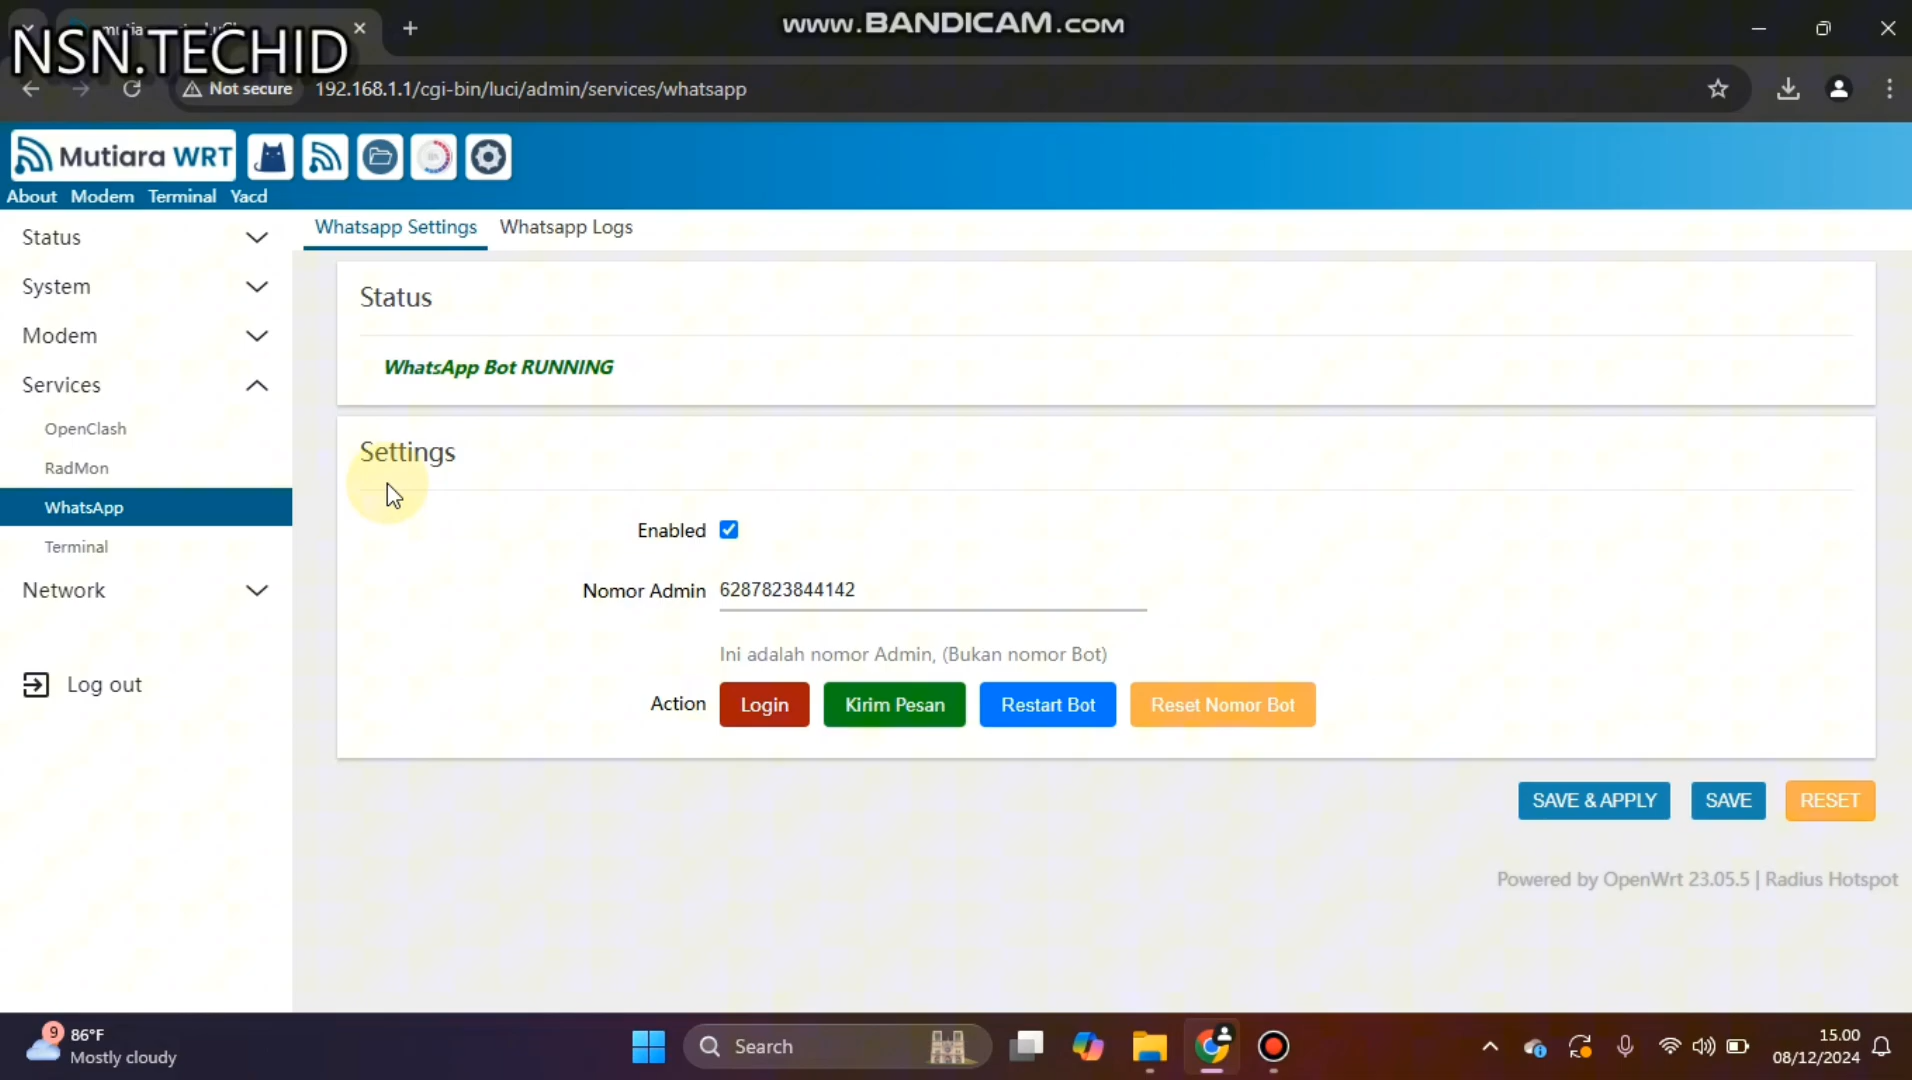 www.BANDICAM.com
NSN.TECHID
Not secure
192.168.1.1/cgi-bin/luci/admin/services/whatsapp
Mutiara WRT
About Modem Terminal Yacd
Whatsapp Settings Whatsapp Logs
Status
System
Modem
Services
OpenClash
RadMon
WhatsApp
Terminal
Network
Log out
Status
WhatsApp Bot RUNNING
Settings
Enabled
Nomor Admin 6287823844142
Ini adalah nomor Admin, (Bukan nomor Bot)
Action Login Kirim Pesan Restart Bot Reset Nomor Bot
SAVE & APPLY SAVE RESET
Powered by OpenWrt 23.05.5 | Radius Hotspot
9
86°F
Mostly cloudy
Search
15.00
08/12/2024